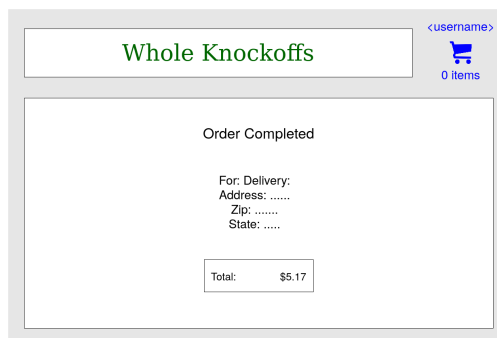 <username>
Whole Knockoffs
0 items
Order Completed
For: Delivery:
Address: ......
Zip: .......
State: .....
Total: $5.17